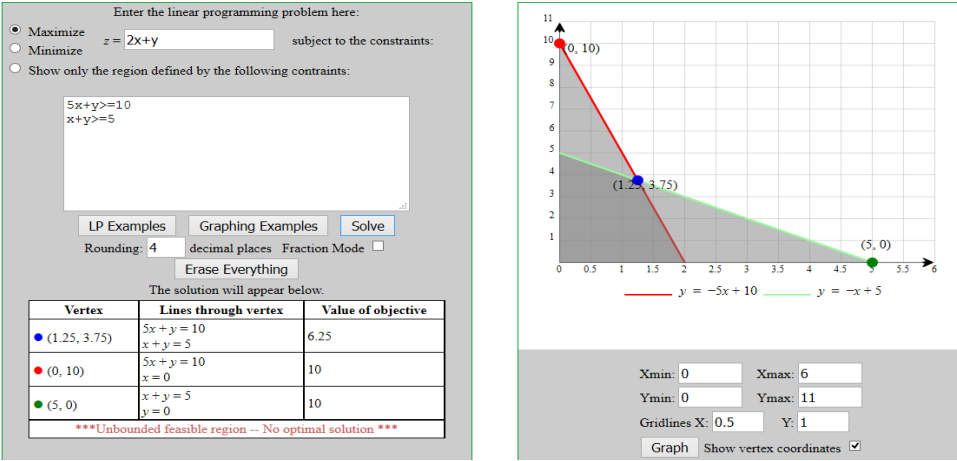 Enter the linear programming problem here:
Maximize
Minimize
z = 2x+y
subject to the constraints:
Show only the region defined by the following contraints:
5x+y>=10
x+y>=5
LP Examples Graphing Examples Solve
Rounding: 4 decimal places Fraction Mode
Erase Everything
The solution will appear below.
Vertex Lines through vertex Value of objective
(1.25, 3.75) 5x + y = 10 6.25
x + y = 5
(0, 10) 5x + y = 10 10
x = 0
(5, 0) x + y = 5 10
y = 0
***Unbounded feasible region -- No optimal solution ***
11
10
(0, 10)
9
8
7
6
5
4
(1.25, 3.75)
3
2
1
(5, 0)
0 0.5 1 1.5 2 2.5 3 3.5 4 4.5 5 5.5 6
y = −5x + 10 y = −x + 5
Xmin: 0 Xmax: 6
Ymin: 0 Ymax: 11
Gridlines X: 0.5 Y: 1
Graph Show vertex coordinates